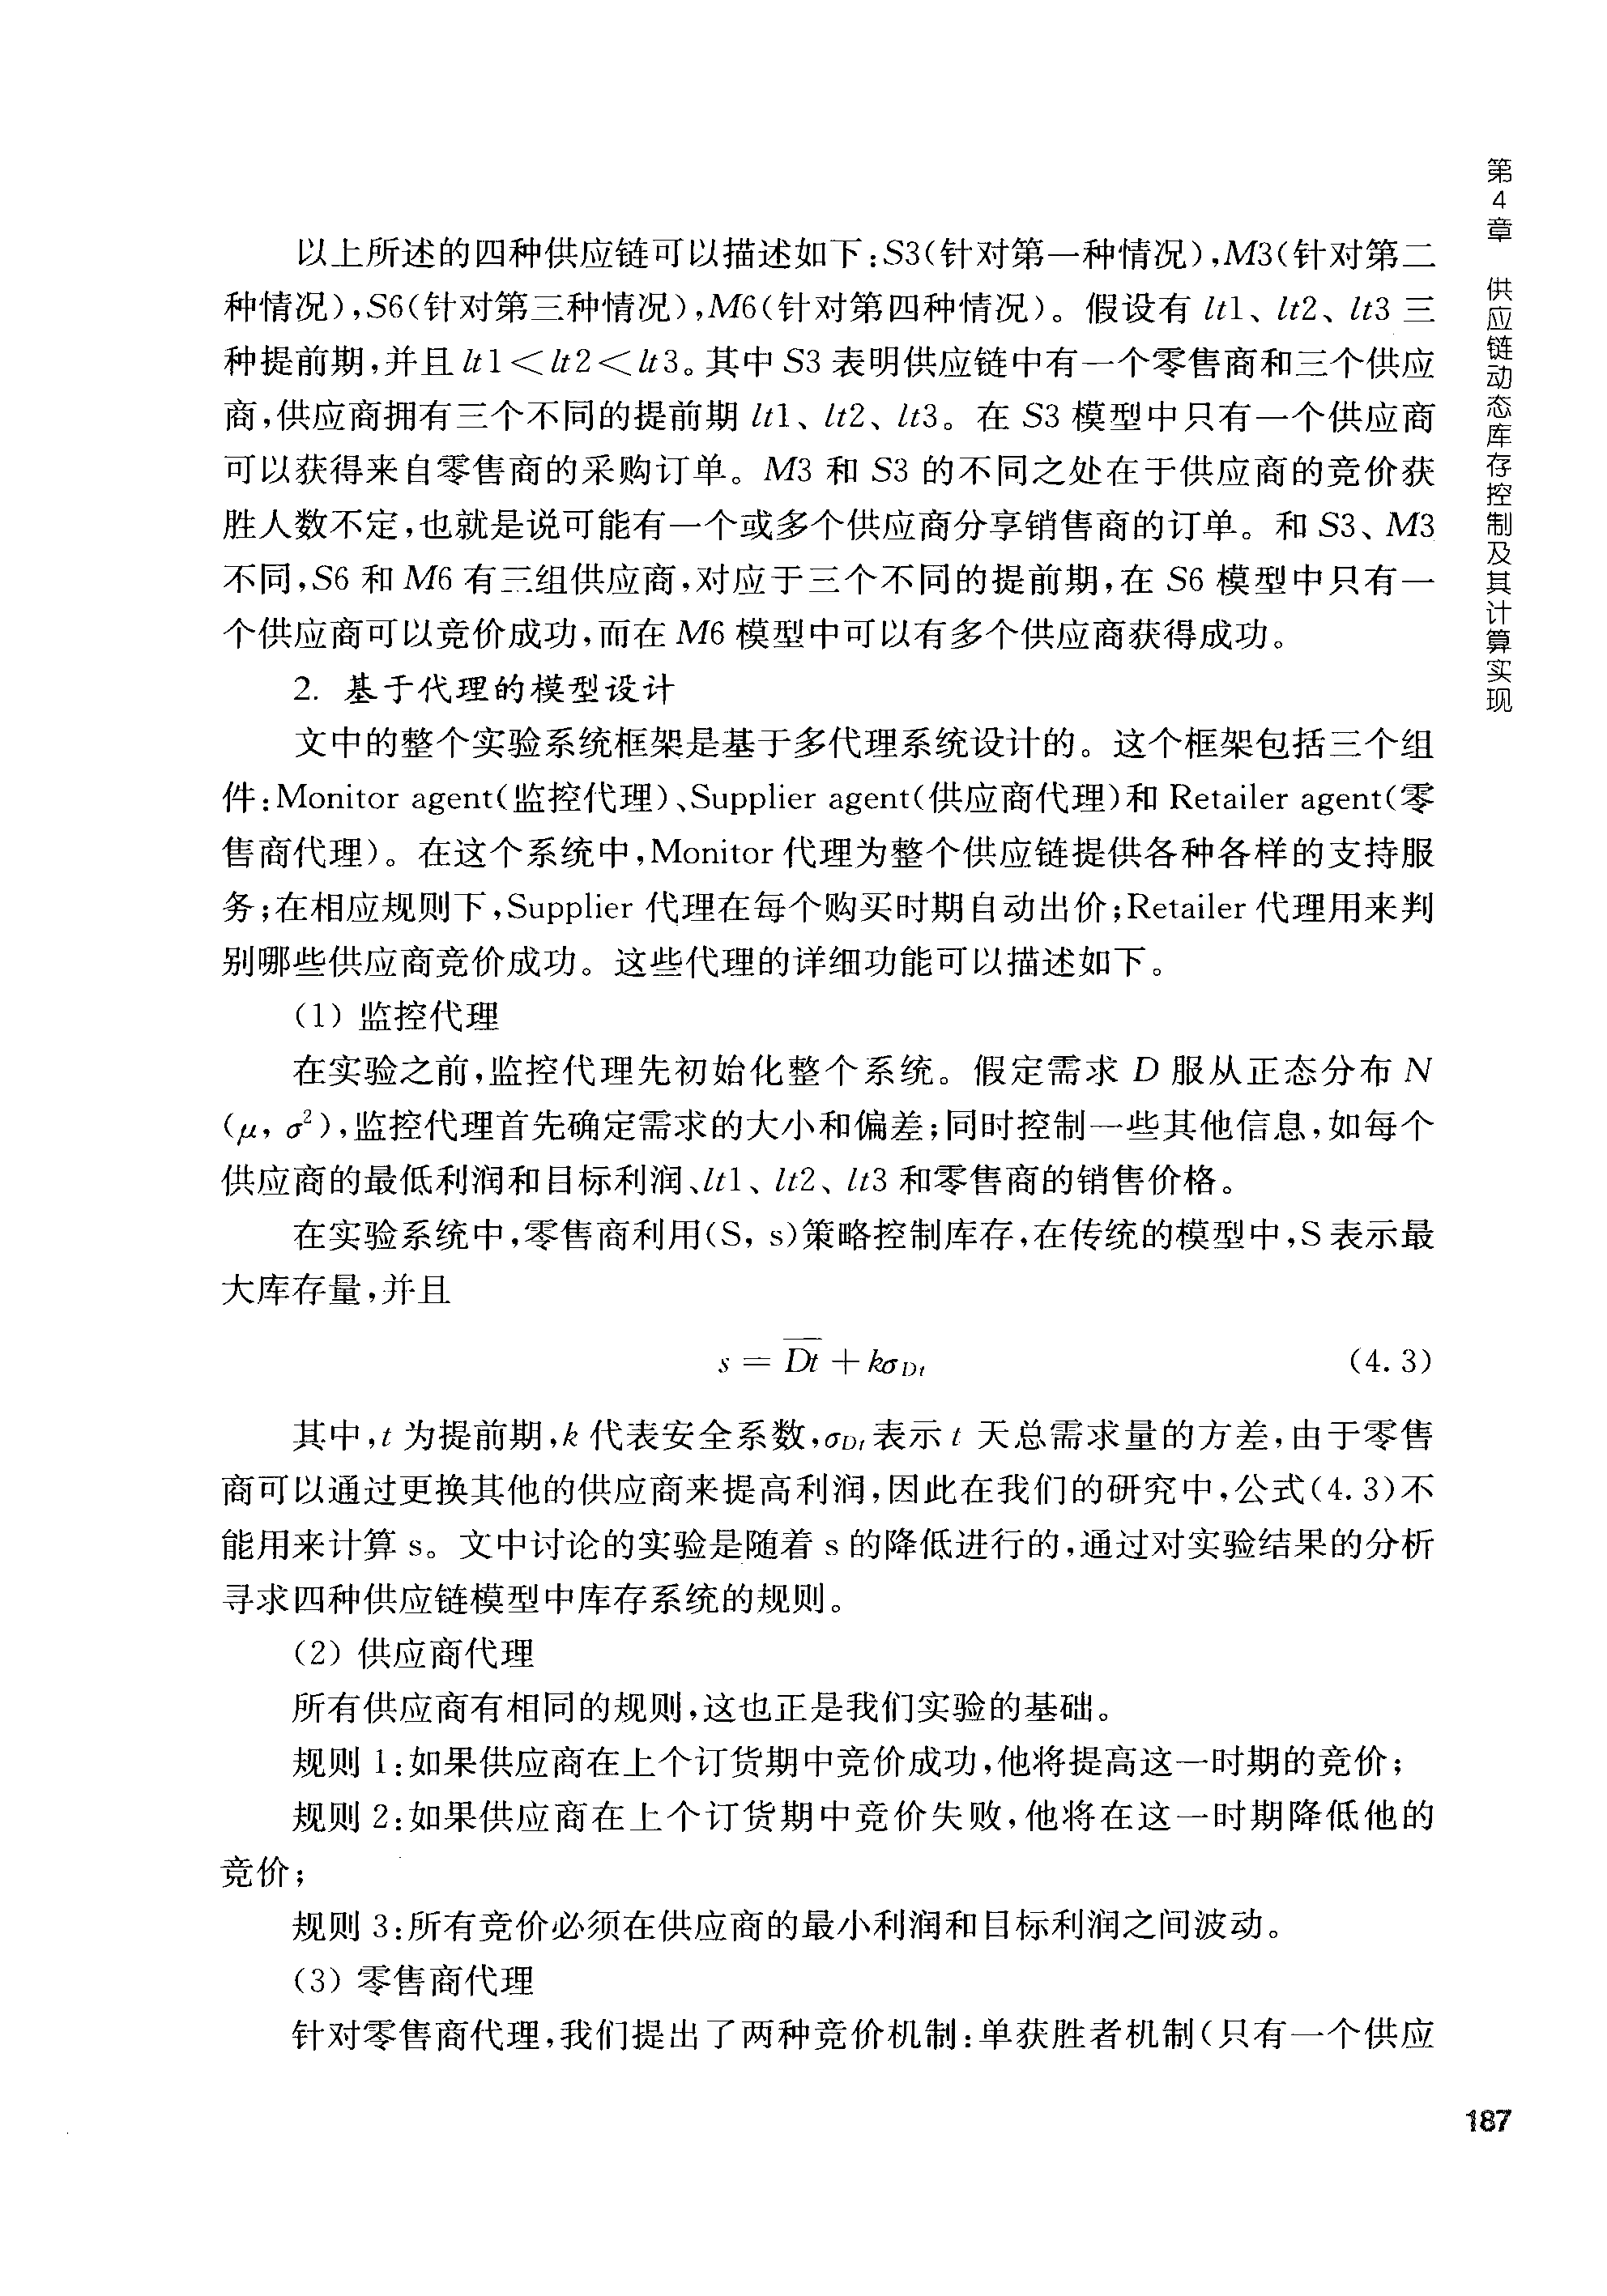 第4章 供应链动态库存控制及其计算实现
以上所述的四种供应链可以描述如下:S3(针对第一种情况),M3(针对第二
种情况),S6(针对第三种情况),M6(针对第四种情况)。假设有 lt1、lt2、lt3 三
种提前期,并且 lt1<lt2<lt3。其中 S3 表明供应链中有一个零售商和三个供应
商,供应商拥有三个不同的提前期 lt1、lt2、lt3。在 S3 模型中只有一个供应商
可以获得来自零售商的采购订单。M3 和 S3 的不同之处在于供应商的竞价获
胜人数不定,也就是说可能有一个或多个供应商分享销售商的订单。和 S3、M3
不同,S6 和 M6 有三组供应商,对应于三个不同的提前期,在 S6 模型中只有一
个供应商可以竞价成功,而在 M6 模型中可以有多个供应商获得成功。
2. 基于代理的模型设计
文中的整个实验系统框架是基于多代理系统设计的。这个框架包括三个组
件:Monitor agent(监控代理)、Supplier agent(供应商代理)和 Retailer agent(零
售商代理)。在这个系统中,Monitor 代理为整个供应链提供各种各样的支持服
务;在相应规则下,Supplier 代理在每个购买时期自动出价;Retailer 代理用来判
别哪些供应商竞价成功。这些代理的详细功能可以描述如下。
(1) 监控代理
在实验之前,监控代理先初始化整个系统。假定需求 D 服从正态分布 N
(μ, σ²),监控代理首先确定需求的大小和偏差;同时控制一些其他信息,如每个
供应商的最低利润和目标利润、lt1、lt2、lt3 和零售商的销售价格。
在实验系统中,零售商利用(S, s)策略控制库存,在传统的模型中,S 表示最
大库存量,并且
s = \overline{Dt} + kσ_{Dt} (4.3)
其中,t 为提前期,k 代表安全系数,σ_{Dt} 表示 t 天总需求量的方差,由于零售
商可以通过更换其他的供应商来提高利润,因此在我们的研究中,公式(4.3)不
能用来计算 s。文中讨论的实验是随着 s 的降低进行的,通过对实验结果的分析
寻求四种供应链模型中库存系统的规则。
(2) 供应商代理
所有供应商有相同的规则,这也正是我们实验的基础。
规则 1:如果供应商在上个订货期中竞价成功,他将提高这一时期的竞价;
规则 2:如果供应商在上个订货期中竞价失败,他将在这一时期降低他的
竞价;
规则 3:所有竞价必须在供应商的最小利润和目标利润之间波动。
(3) 零售商代理
针对零售商代理,我们提出了两种竞价机制:单获胜者机制(只有一个供应
187